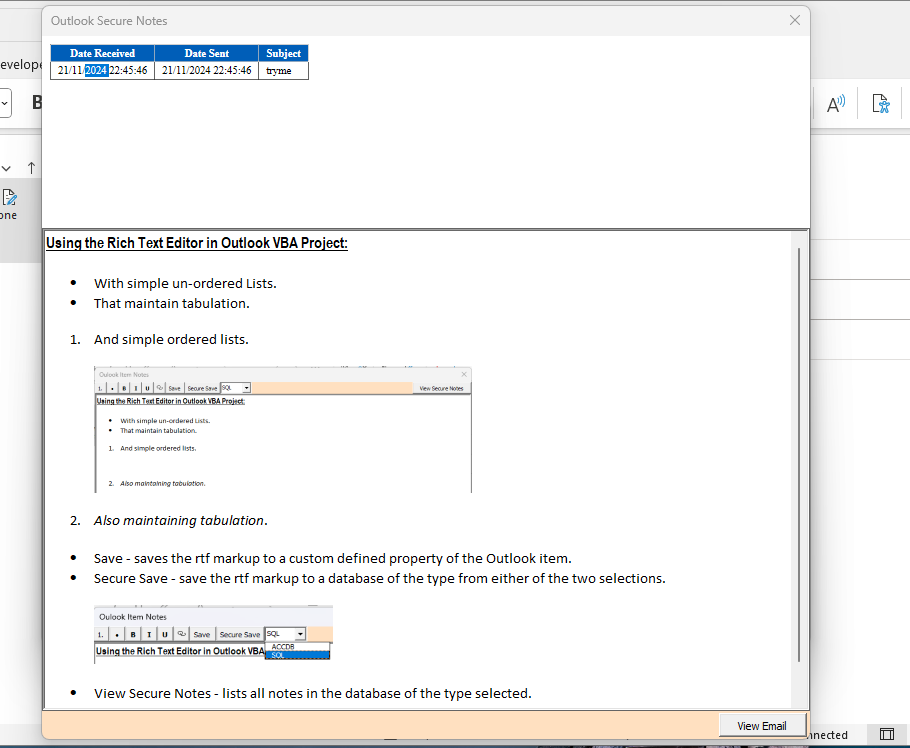 Outlook Secure Notes
Date Received Date Sent Subject
21/11/2024 22:45:46 21/11/2024 22:45:46 tryme
B
one
Using the Rich Text Editor in Outlook VBA Project:
• With simple un-ordered Lists.
• That maintain tabulation.
1. And simple ordered lists.
Oulook Item Notes
1. • B I U Save Secure Save SQL View Secure Notes
Using the Rich Text Editor in Outlook VBA Project:
• With simple un-ordered Lists.
• That maintain tabulation.
1. And simple ordered lists.
2. Also maintaining tabulation.
2. Also maintaining tabulation.
• Save - saves the rtf markup to a custom defined property of the Outlook item.
• Secure Save - save the rtf markup to a database of the type from either of the two selections.
Oulook Item Notes
1. • B I U Save Secure Save SQL
Using the Rich Text Editor in Outlook VBA
ACCDB
SQL
• View Secure Notes - lists all notes in the database of the type selected.
View Email